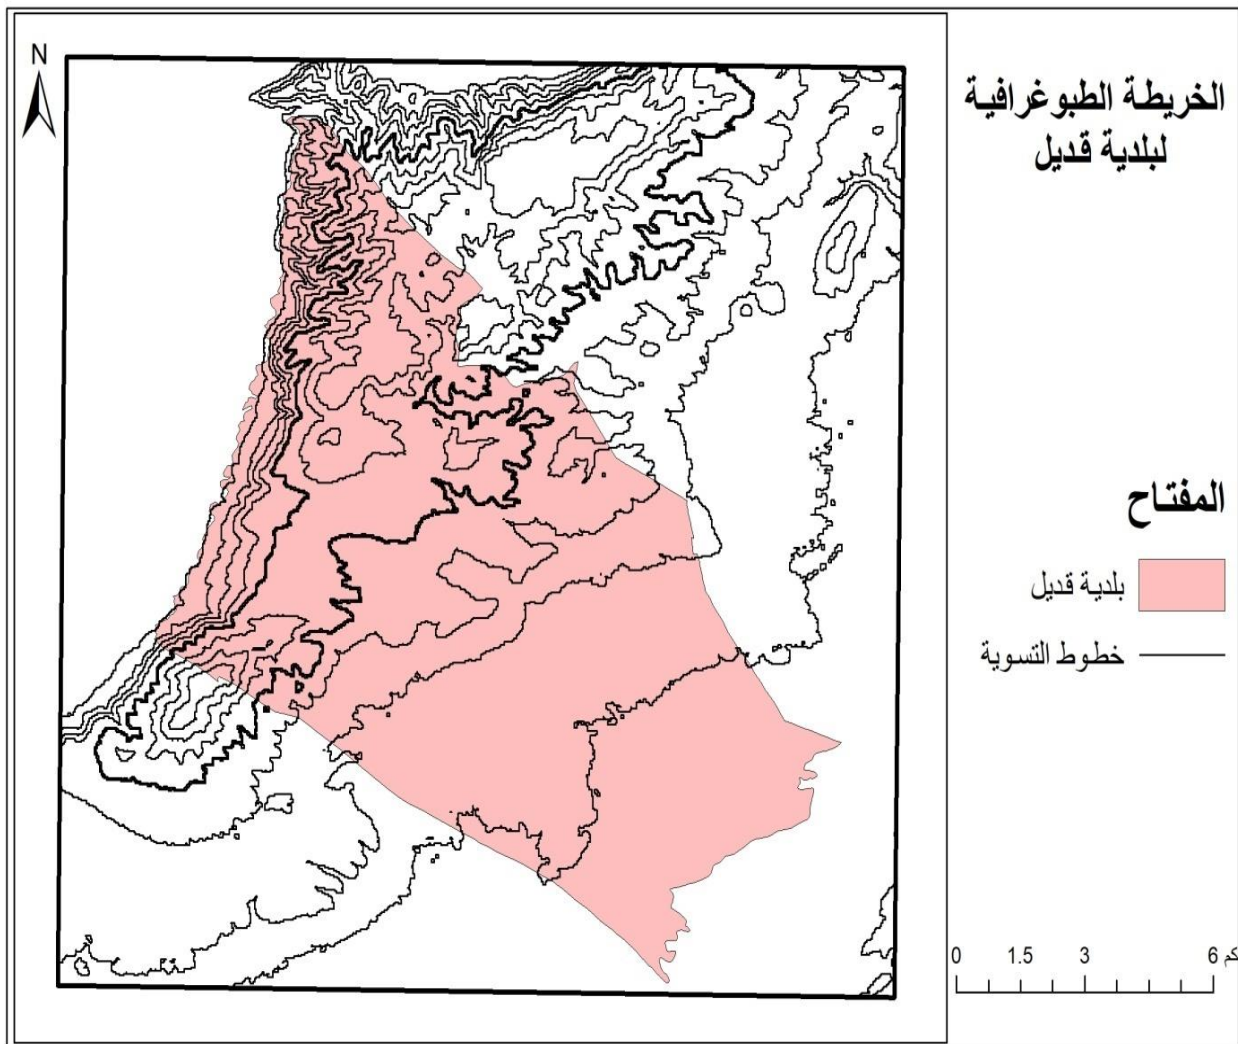 N
الخريطة الطبوغرافية
لبلدية قديل
المفتاح
بلدية قديل
خطوط التسوية
0 1.5 3 6 كم